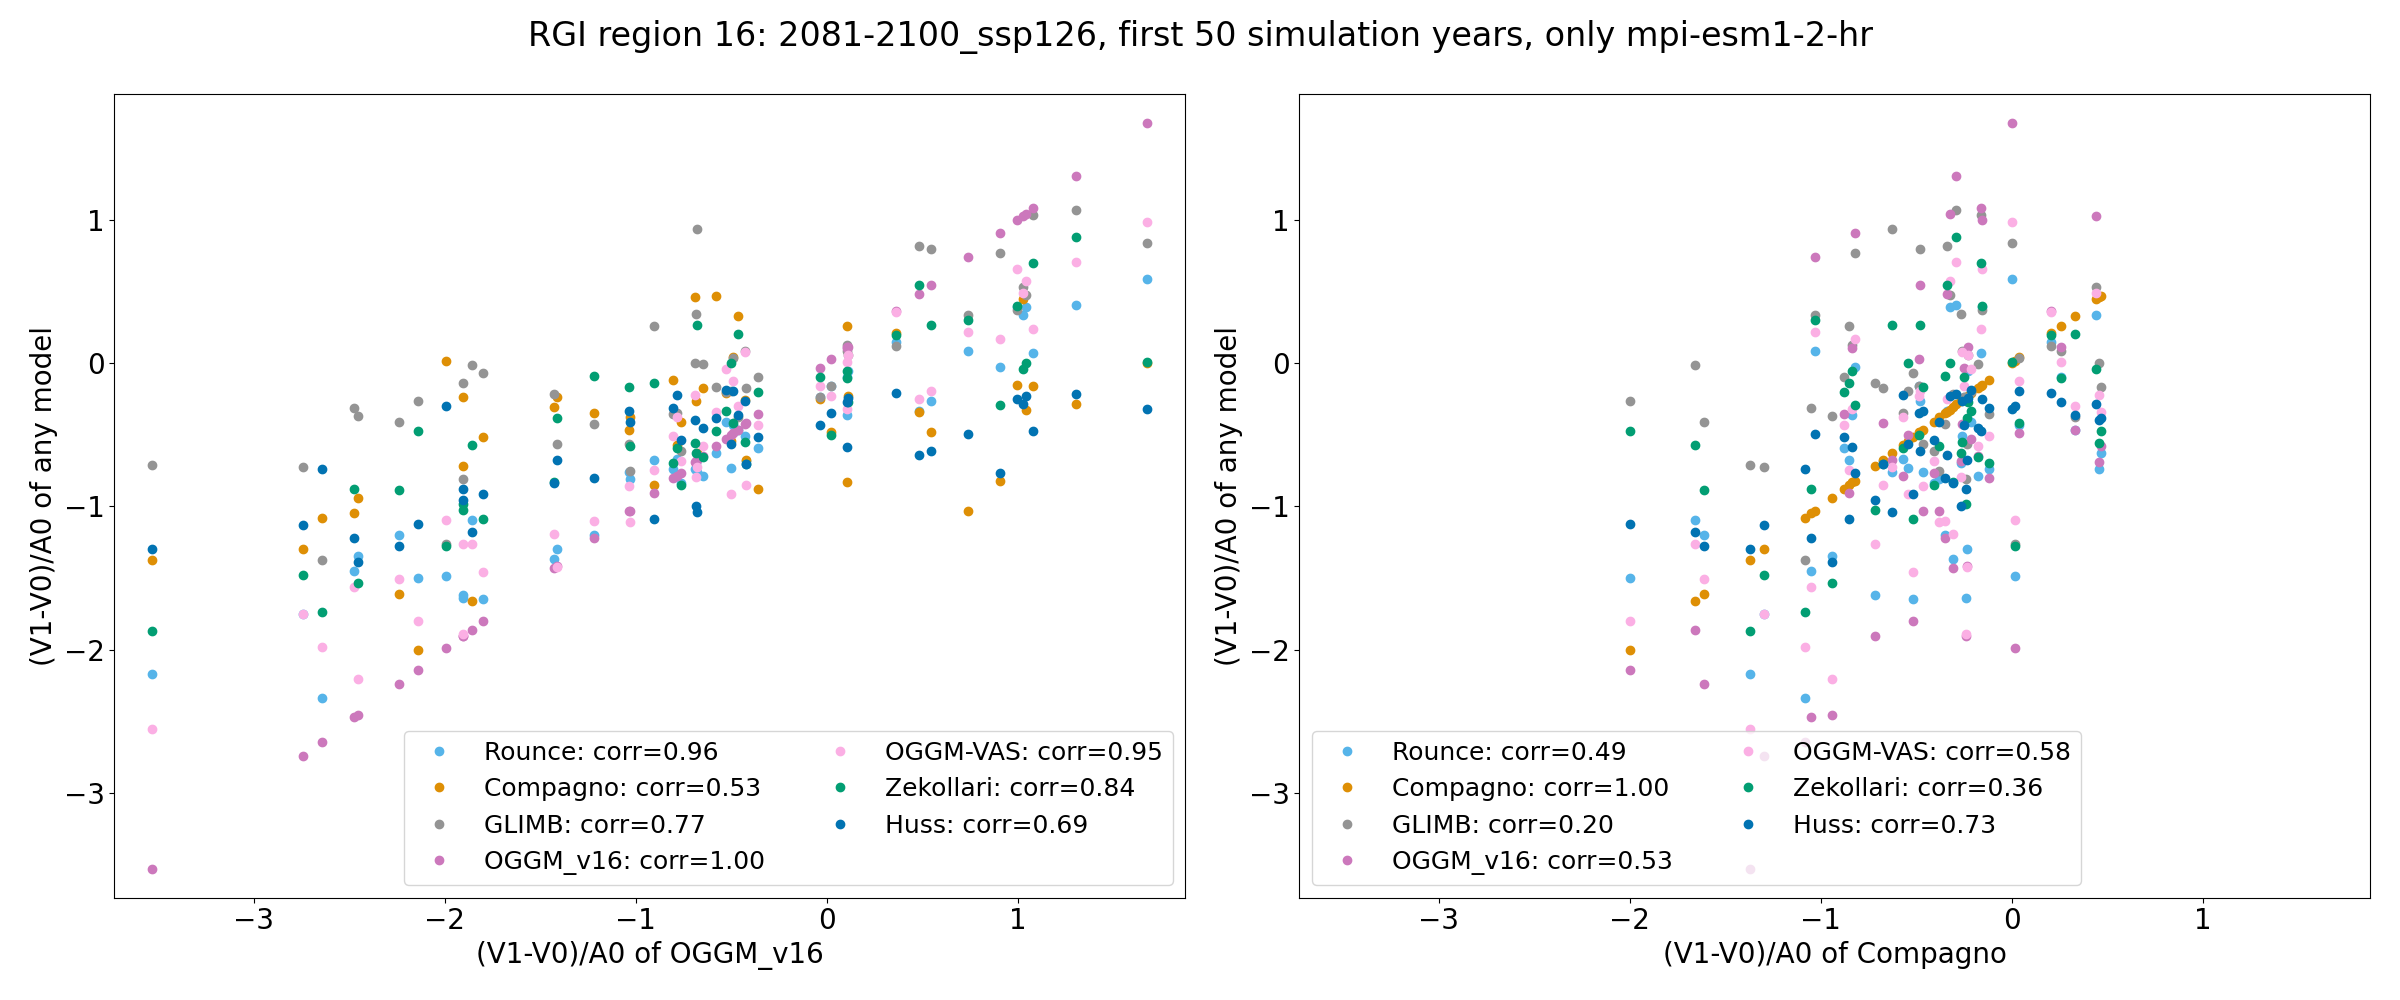 RGI region 16: 2081-2100_ssp126, first 50 simulation years, only mpi-esm1-2-hr
(V1-V0)/A0 of any model
1
0
−1
−2
−3
Rounce: corr=0.96
Compagno: corr=0.53
GLIMB: corr=0.77
OGGM_v16: corr=1.00
OGGM-VAS: corr=0.95
Zekollari: corr=0.84
Huss: corr=0.69
−3 −2 −1 0 1
(V1-V0)/A0 of OGGM_v16
(V1-V0)/A0 of any model
1
0
−1
−2
−3
Rounce: corr=0.49
Compagno: corr=1.00
GLIMB: corr=0.20
OGGM_v16: corr=0.53
OGGM-VAS: corr=0.58
Zekollari: corr=0.36
Huss: corr=0.73
−3 −2 −1 0 1
(V1-V0)/A0 of Compagno